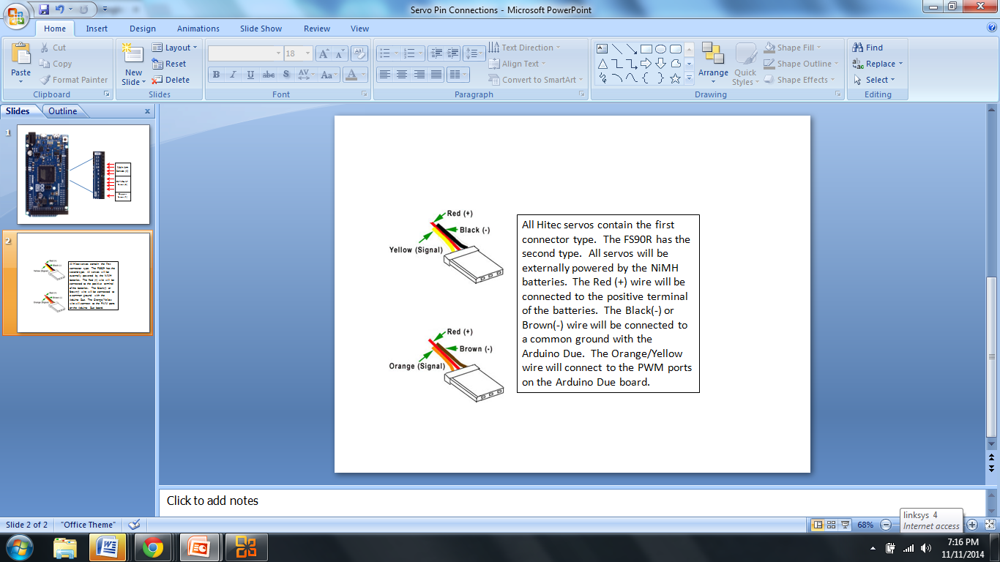 Servo Pin Connections - Microsoft PowerPoint
Home Insert Design Animations Slide Show Review View
Paste
Cut
Copy
Format Painter
Clipboard
New
Slide
Layout
Reset
Delete
Slides
18
Font
Text Direction
Align Text
Convert to SmartArt
Paragraph
Arrange
Quick
Styles
Shape Fill
Shape Outline
Shape Effects
Drawing
Find
Replace
Select
Editing
Slides Outline x
1
2
Red (+)
Black (-)
Yellow (Signal)
Red (+)
Brown (-)
Orange (Signal)
All Hitec servos contain the first
connector type. The FS90R has the
second type. All servos will be
externally powered by the NiMH
batteries. The Red (+) wire will be
connected to the positive terminal
of the batteries. The Black(-) or
Brown(-) wire will be connected to
a common ground with the
Arduino Due. The Orange/Yellow
wire will connect to the PWM ports
on the Arduino Due board.
Click to add notes
Slide 2 of 2 "Office Theme" 68%
linksys 4
Internet access
7:16 PM
11/11/2014